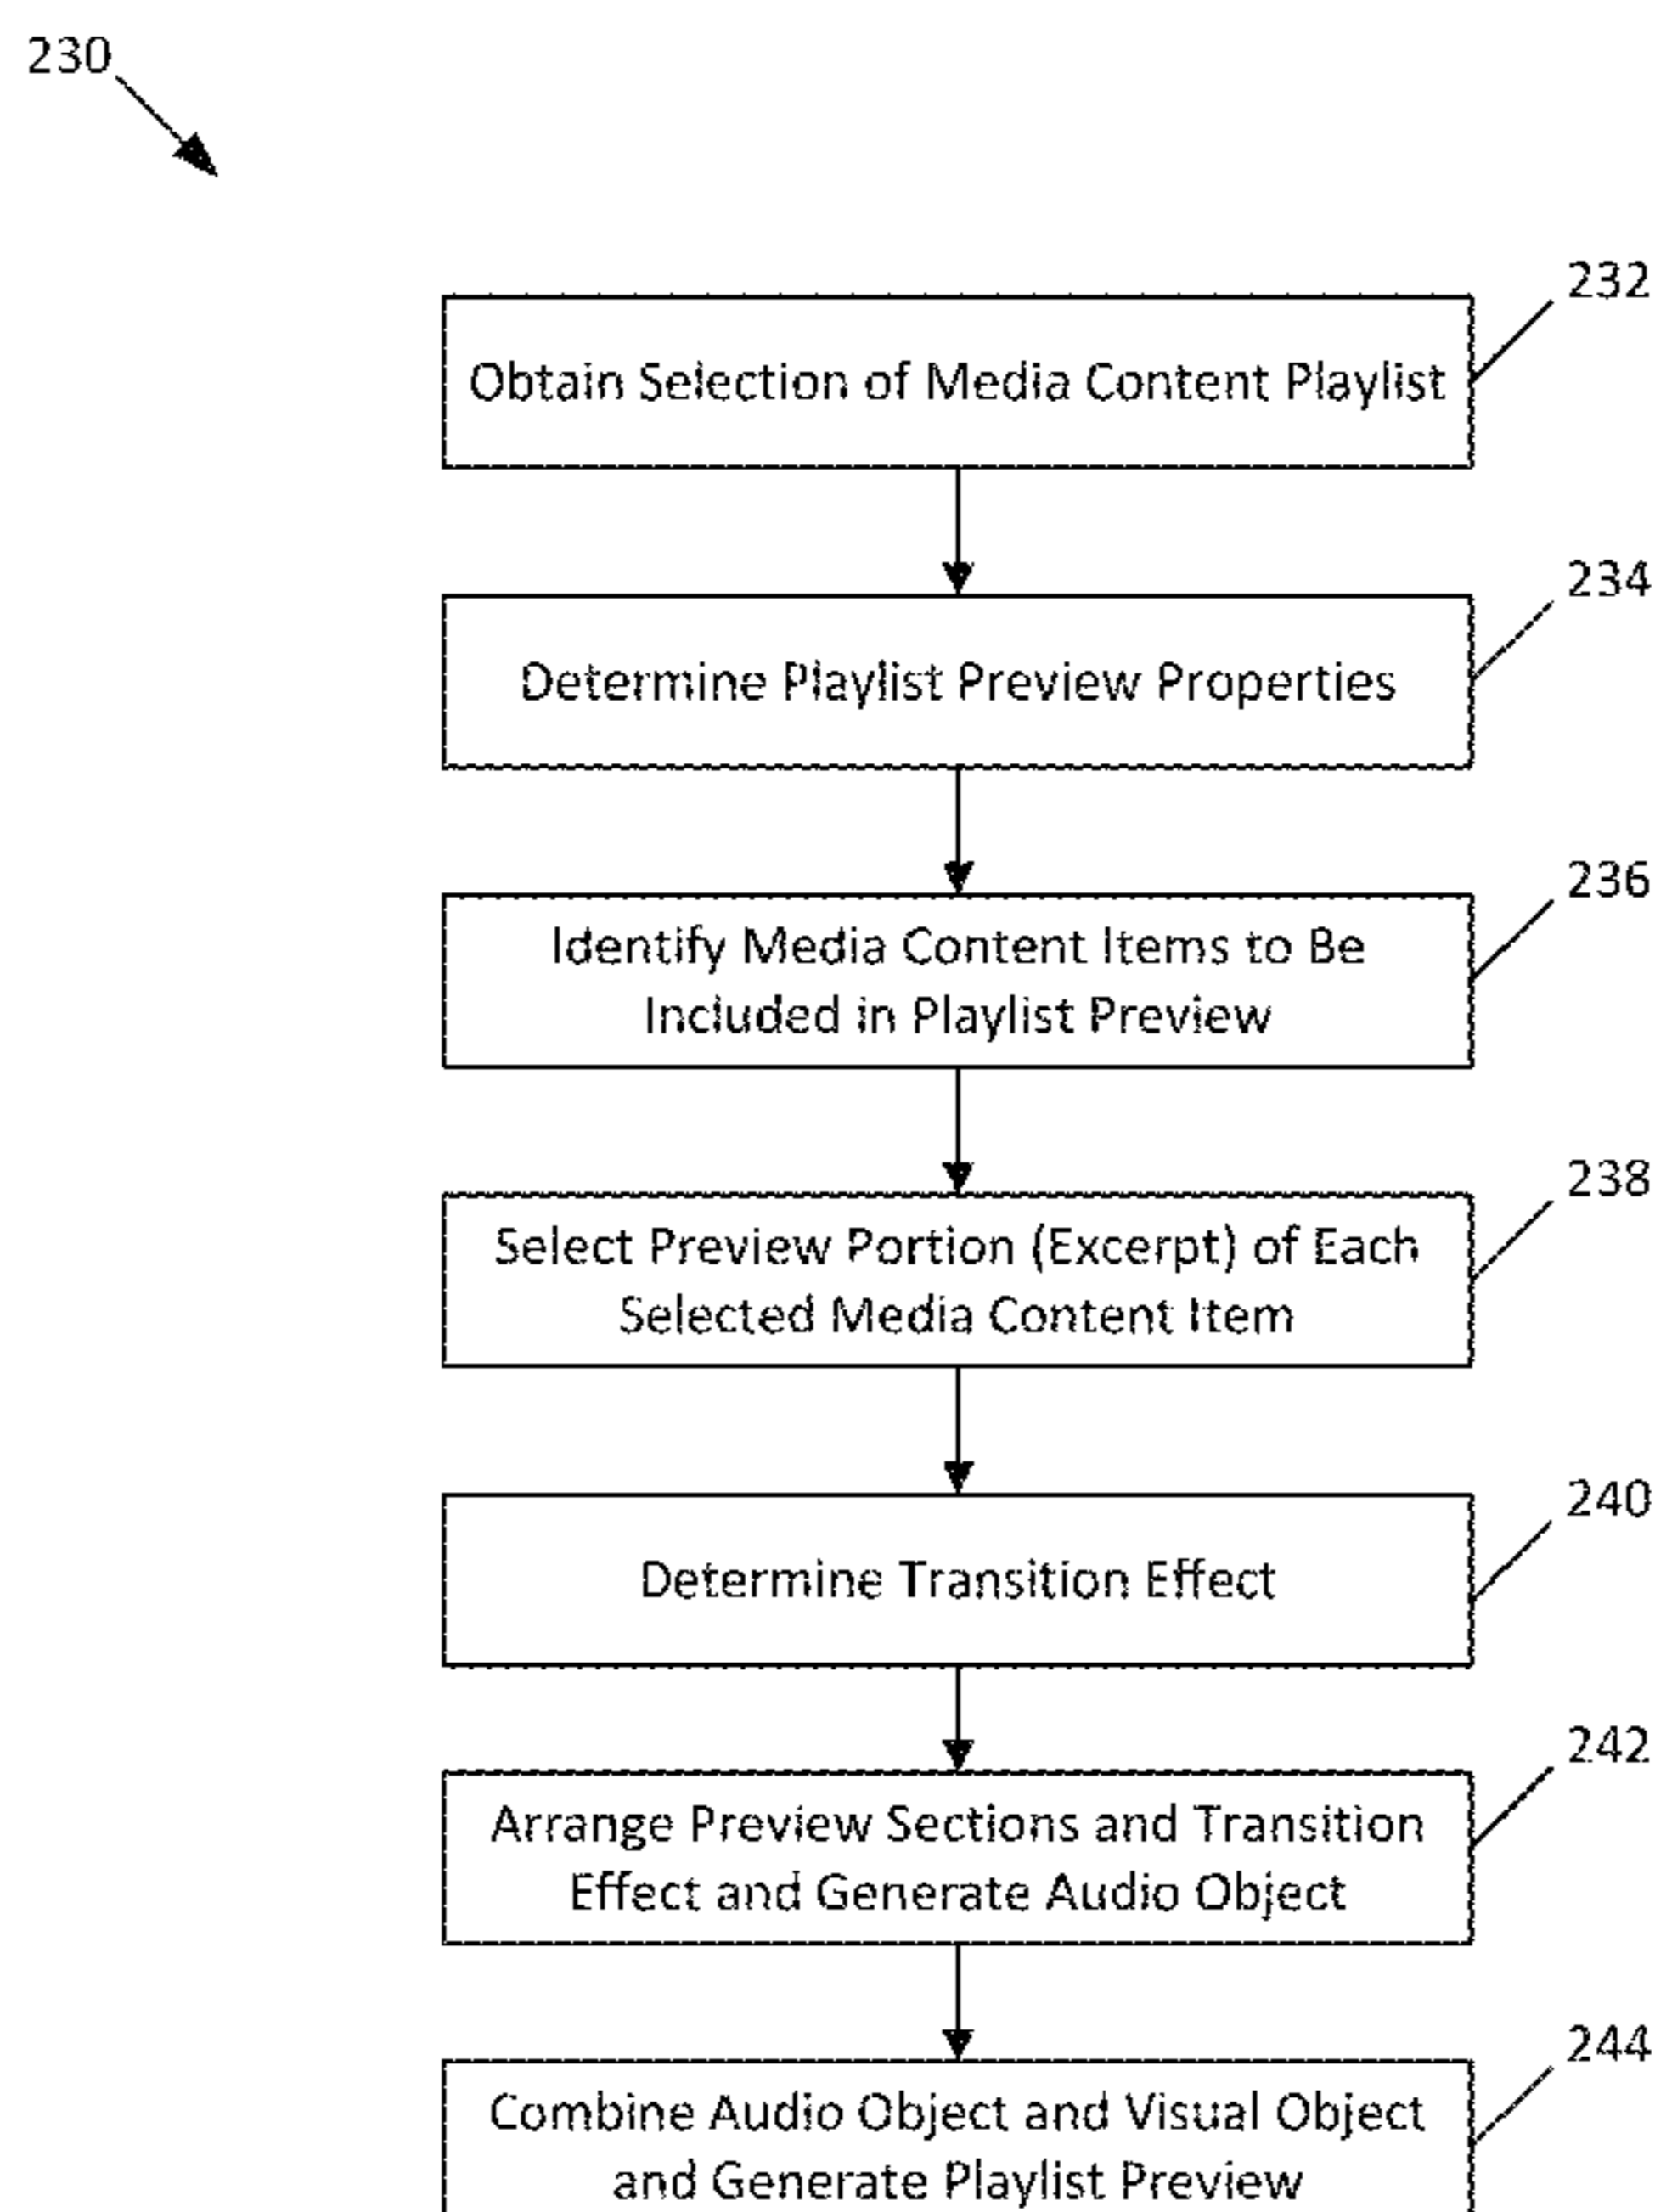 230
232
Obtain Selection of Media Content Playlist
234
Determine Playlist Preview Properties
236
Identify Media Content Items to Be
Included in Playlist Preview
238
Select Preview Portion (Excerpt) of Each
Selected Media Content Item
240
Determine Transition Effect
242
Arrange Preview Sections and Transition
Effect and Generate Audio Object
244
Combine Audio Object and Visual Object
and Generate Playlist Preview